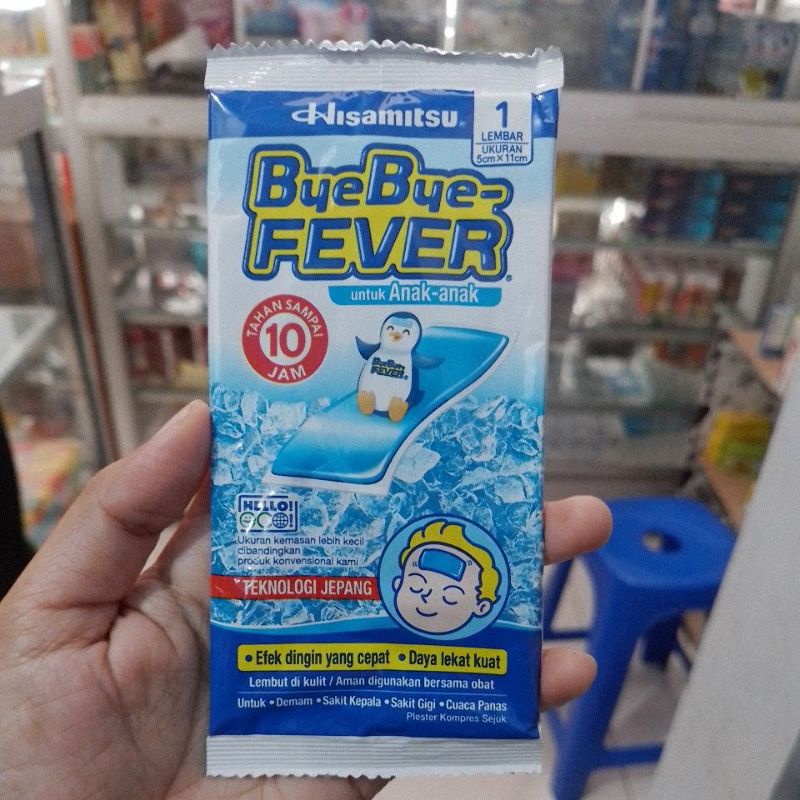 Hisamitsu®
1
LEMBAR
UKURAN
5cm x 11cm
ByeBye-
FEVER®
untuk Anak-anak
TAHAN SAMPAI
10
JAM
ByeBye-
FEVER®
HELLO!
eco!
Ukuran kemasan lebih kecil
dibandingkan
produk konvensional kami
TEKNOLOGI JEPANG
• Efek dingin yang cepat • Daya lekat kuat
Lembut di kulit / Aman digunakan bersama obat
Untuk • Demam • Sakit Kepala • Sakit Gigi • Cuaca Panas
Plester Kompres Sejuk